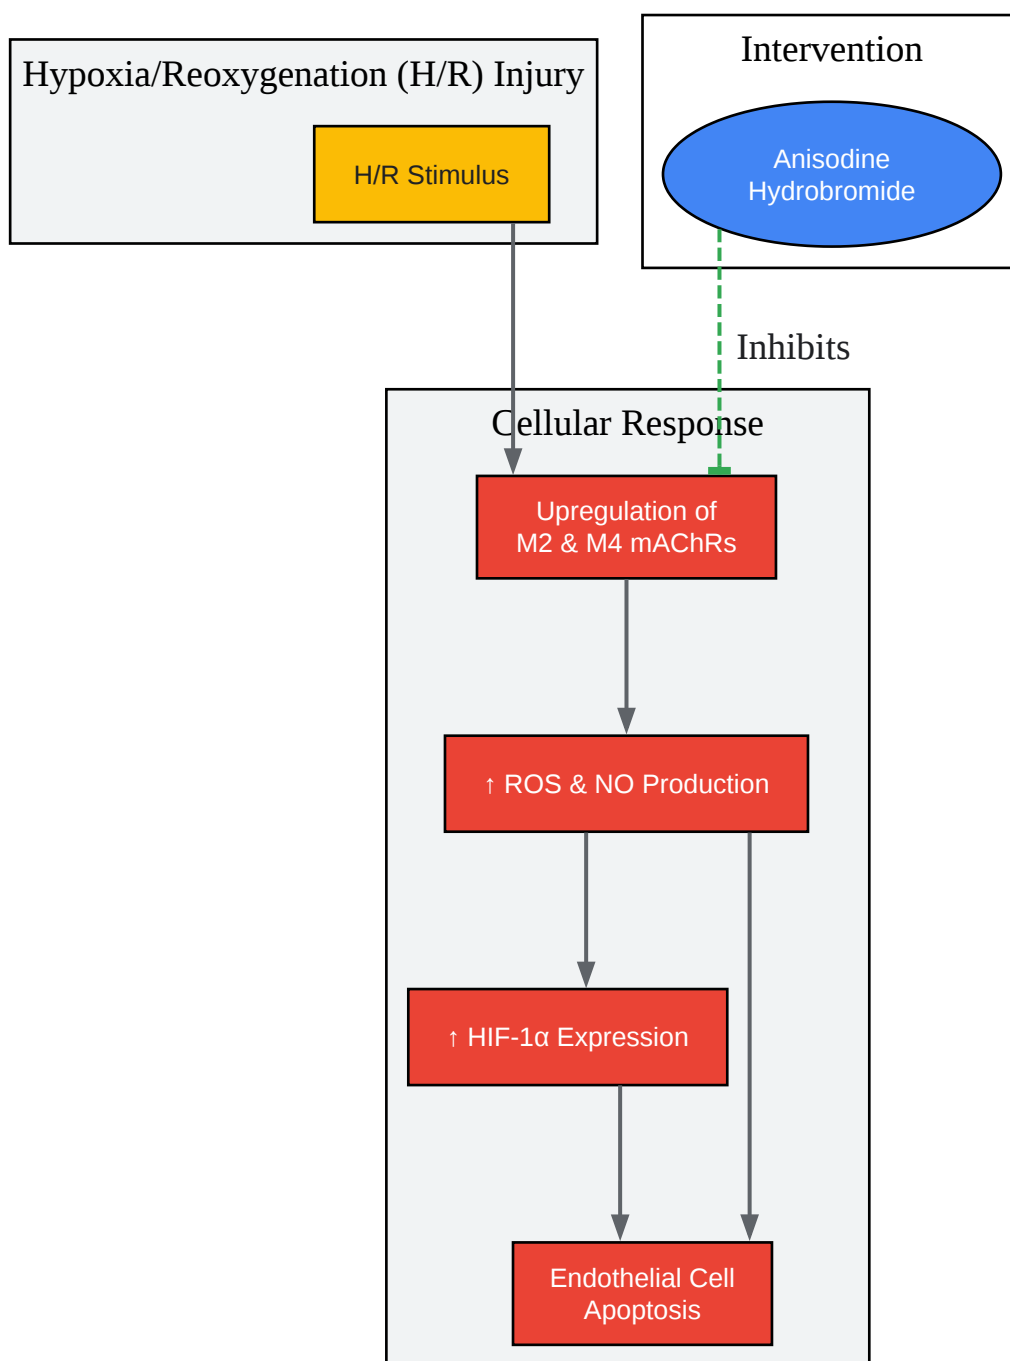 Hypoxia/Reoxygenation (H/R) Injury
H/R Stimulus
Intervention
Anisodine
Hydrobromide
Inhibits
Cellular Response
Upregulation of
M2 & M4 mAChRs
↑ ROS & NO Production
↑ HIF-1α Expression
Endothelial Cell
Apoptosis